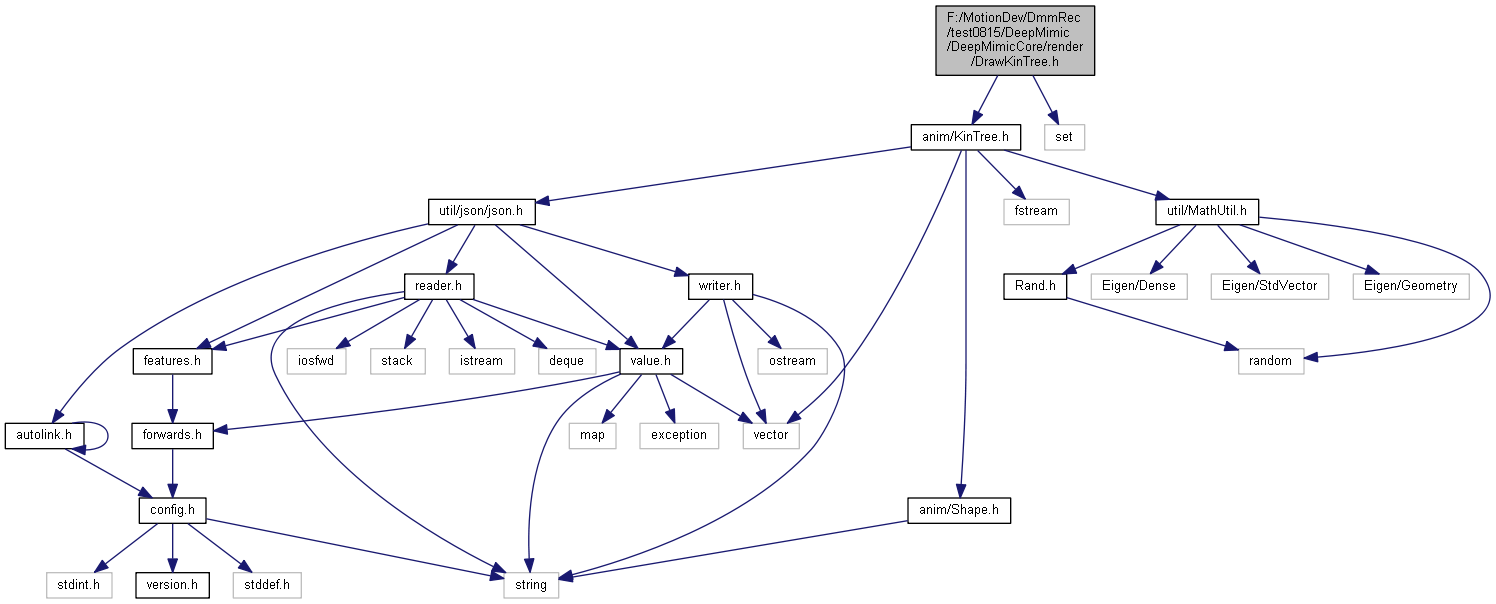 F:/MotionDev/DmmRec
/test0815/DeepMimic
/DeepMimicCore/render
/DrawKinTree.h
anim/KinTree.h
set
util/json/json.h
fstream
util/MathUtil.h
reader.h
writer.h
Rand.h
Eigen/Dense
Eigen/StdVector
Eigen/Geometry
features.h
iosfwd
stack
istream
deque
value.h
ostream
random
autolink.h
forwards.h
map
exception
vector
config.h
anim/Shape.h
stdint.h
version.h
stddef.h
string